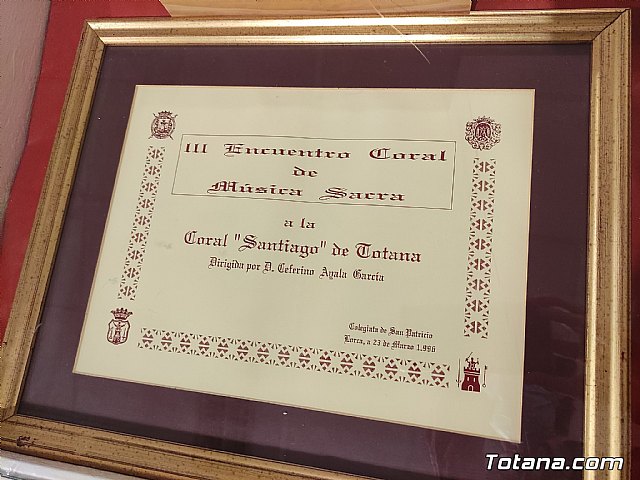 III Encuentro Coral
de
Música Sacra
a la
Coral "Santiago" de Totana
Dirigida por D. Ceferino Ayala García
Colegiata de San Patricio
Lorca, a 23 de Marzo 1.986
Totana.com